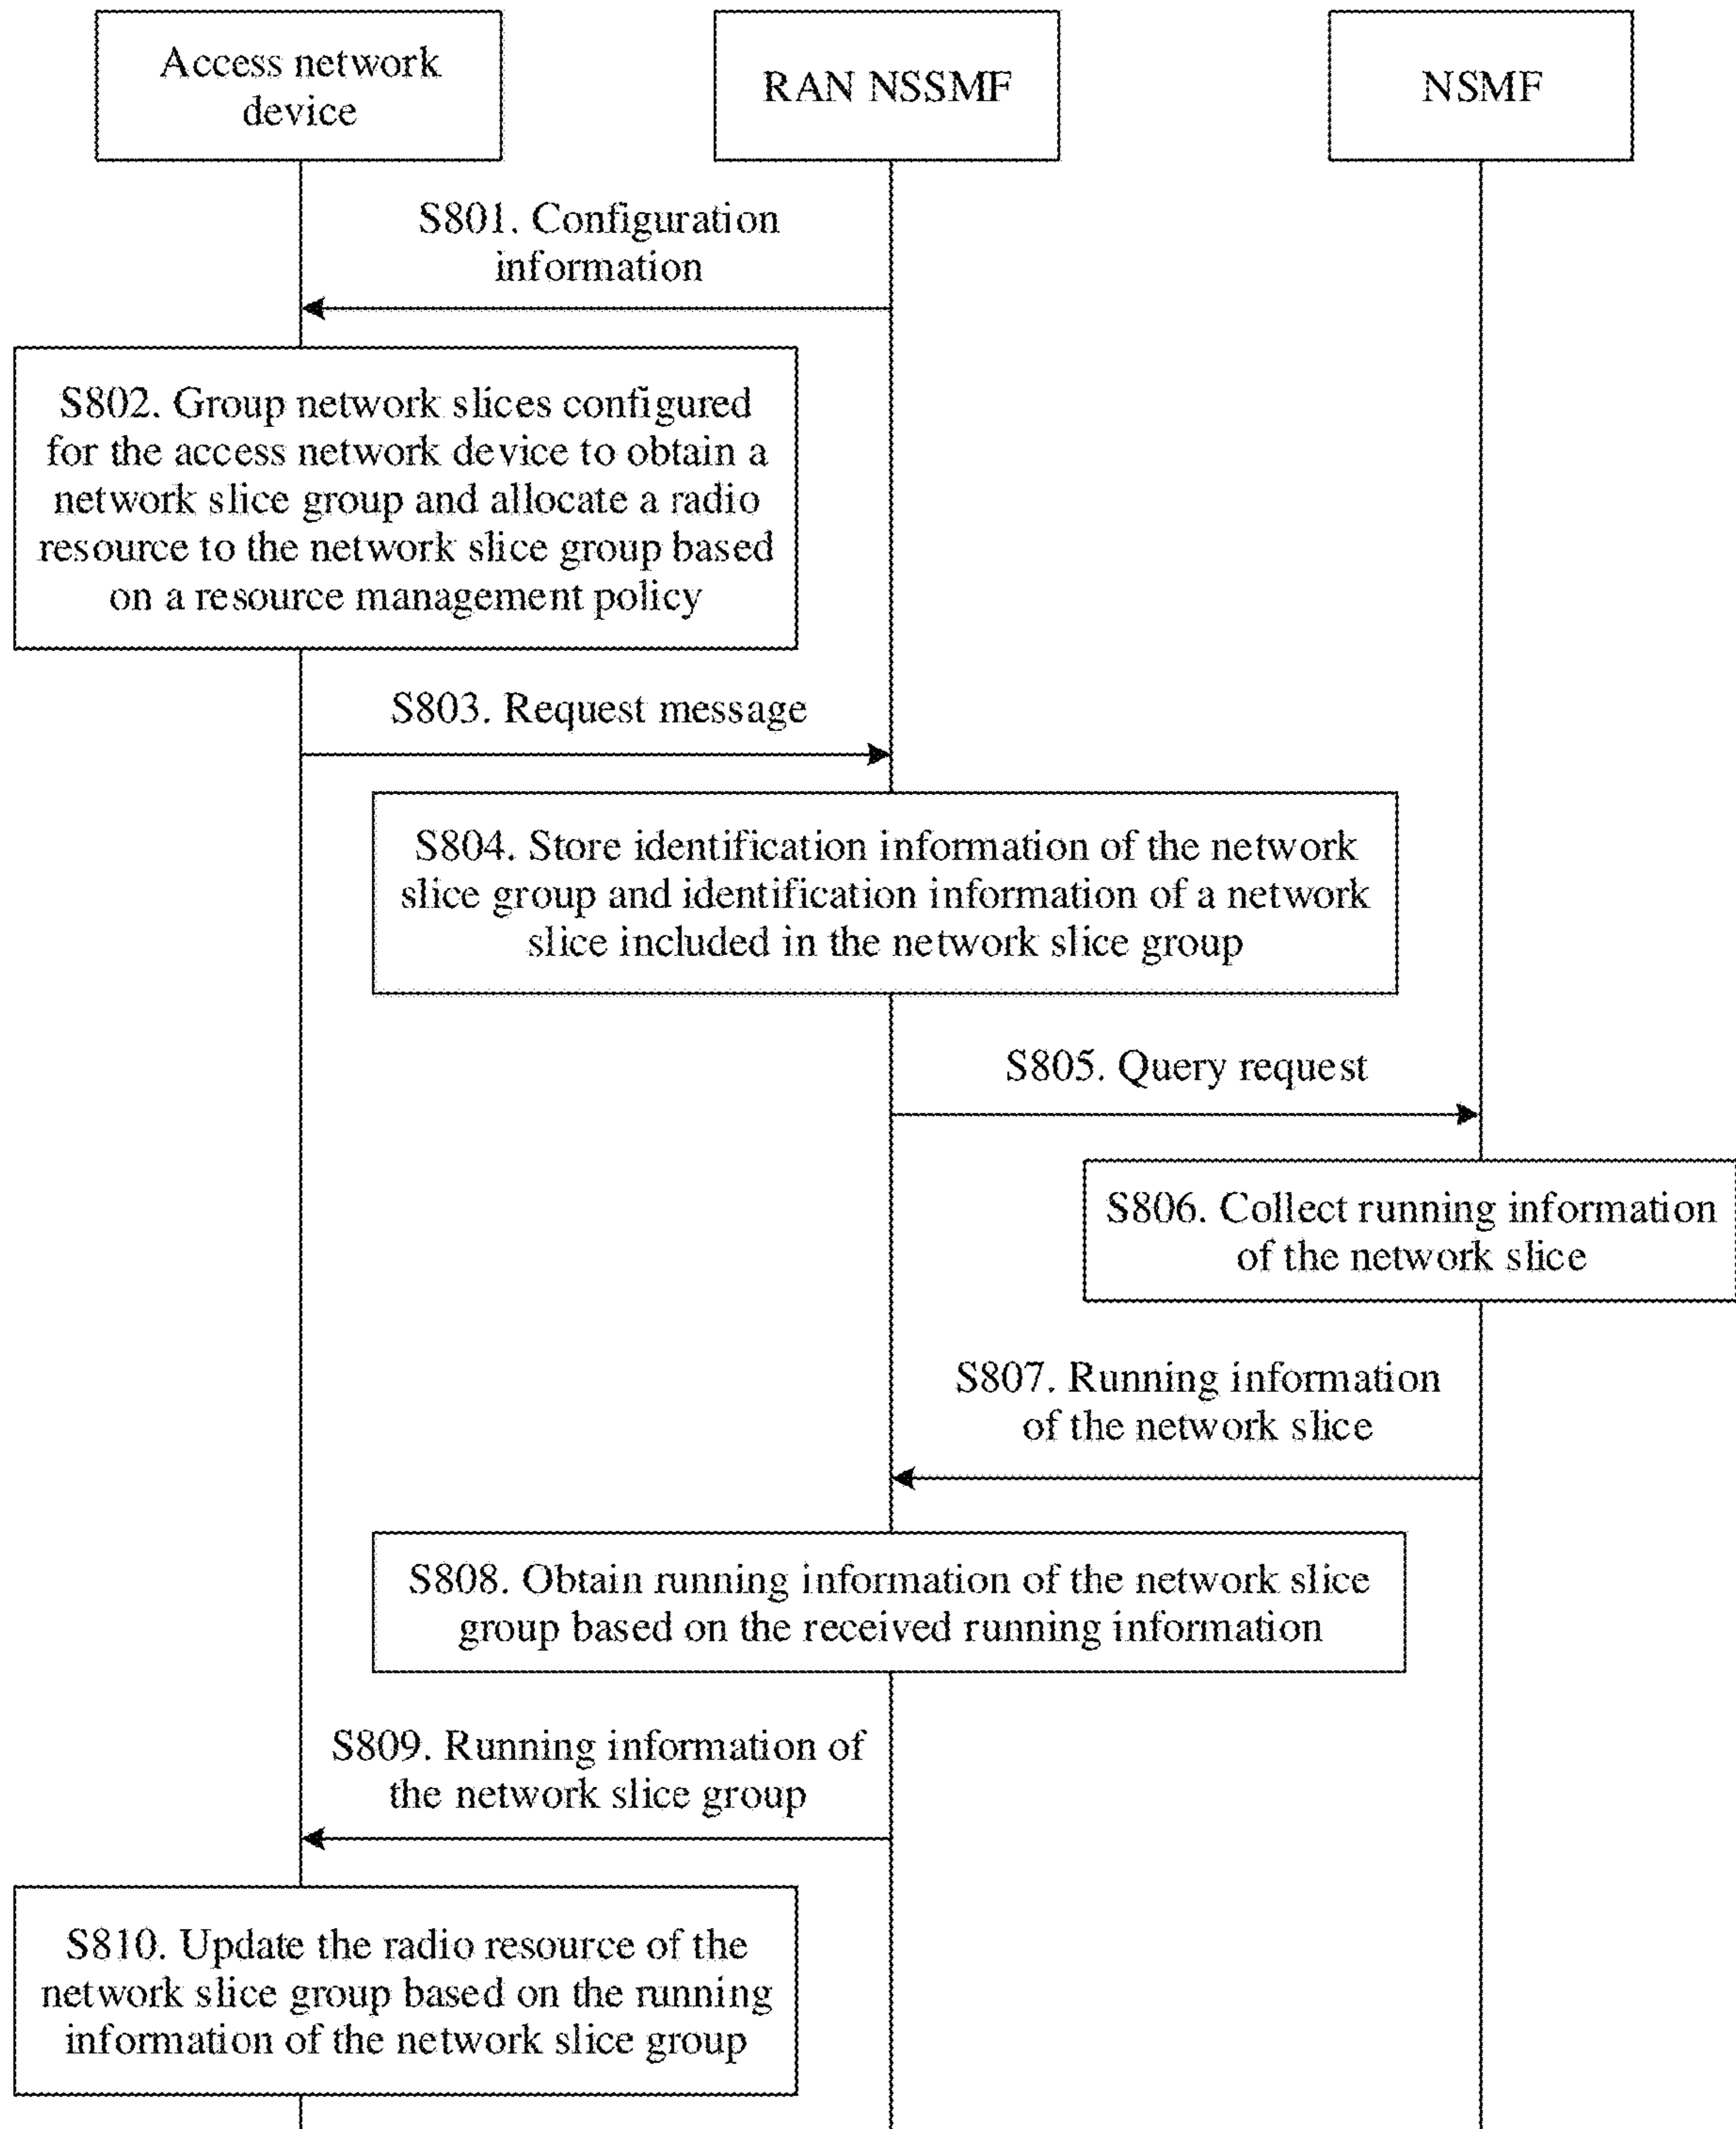 Access network
device
RAN NSSMF
NSMF
S801. Configuration
information
S802. Group network slices configured
for the access network device to obtain a
network slice group and allocate a radio
resource to the network slice group based
on a resource management policy
S803. Request message
S804. Store identification information of the network
slice group and identification information of a network
slice included in the network slice group
S805. Query request
S806. Collect running information
of the network slice
S807. Running information
of the network slice
S808. Obtain running information of the network slice
group based on the received running information
S809. Running information of
the network slice group
S810. Update the radio resource of the
network slice group based on the running
information of the network slice group